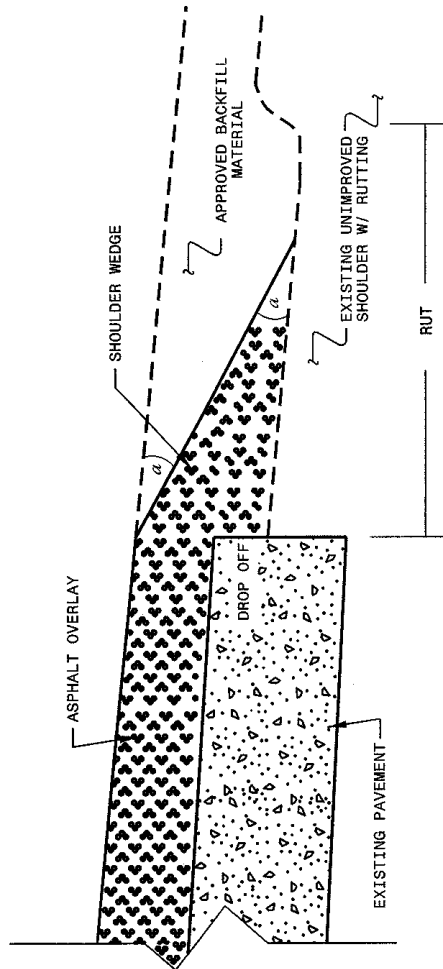 APPROVED BACKFILL
MATERIAL
SHOULDER WEDGE
a
a
EXISTING UNIMPROVED
SHOULDER W/ RUTTING
RUT
ASPHALT OVERLAY
DROP OFF
EXISTING PAVEMENT